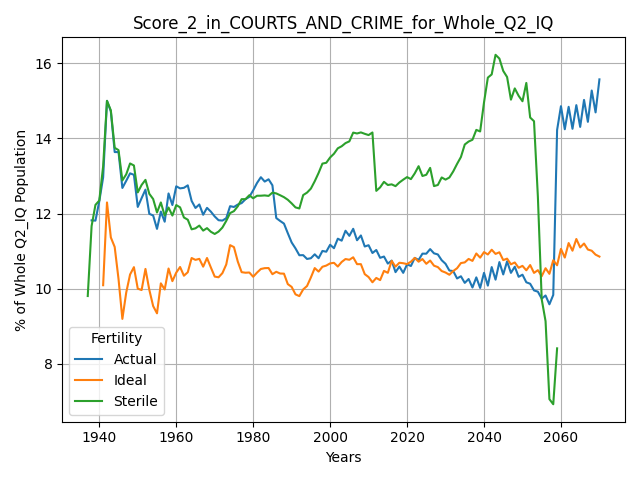 Score_2_in_COURTS_AND_CRIME_for_Whole_Q2_IQ
% of Whole Q2_IQ Population
16
14
12
10
8
Fertility
Actual
Ideal
Sterile
1940 1960 1980 2000 2020 2040 2060
Years